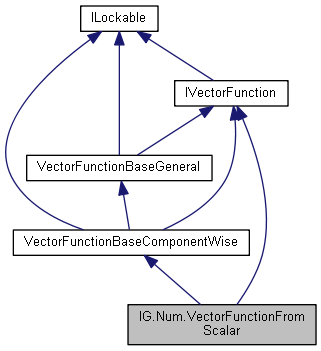 ILockable
IVectorFunction
VectorFunctionBaseGeneral
VectorFunctionBaseComponentWise
IG.Num.VectorFunctionFrom
Scalar